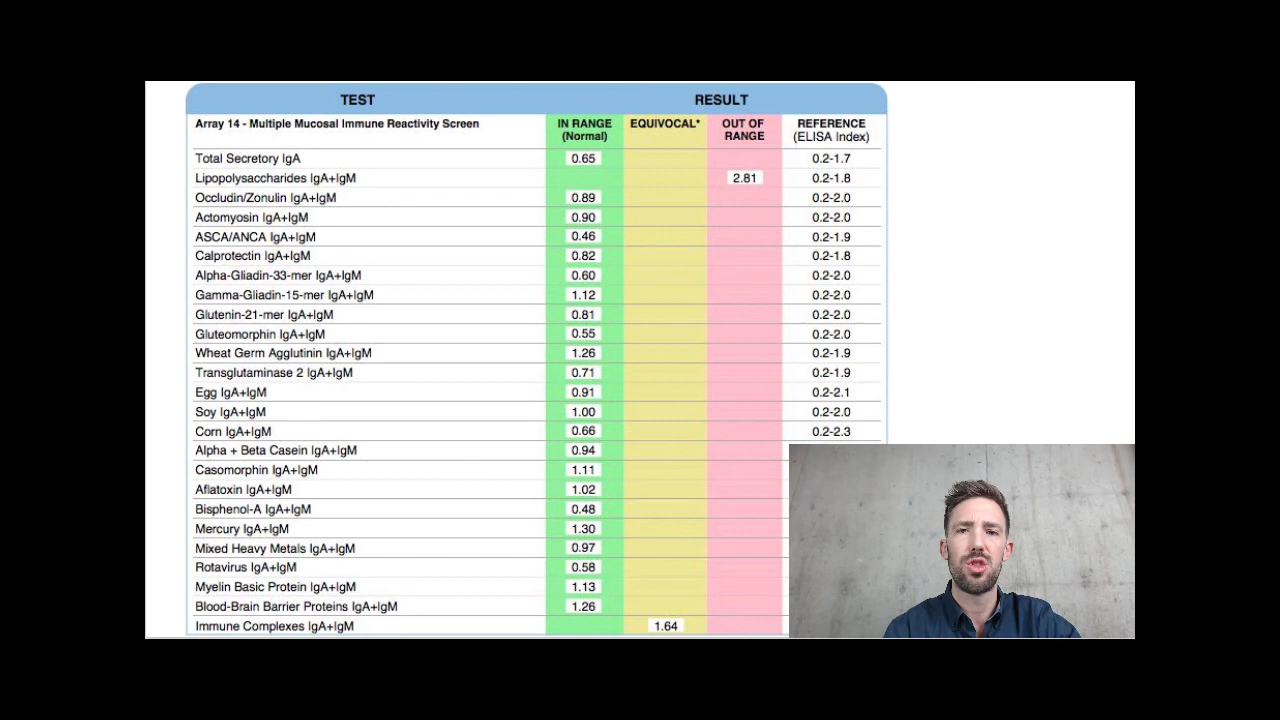 TEST RESULT
Array 14 - Multiple Mucosal Immune Reactivity Screen IN RANGE (Normal) EQUIVOCAL* OUT OF RANGE REFERENCE (ELISA Index)
Total Secretory IgA 0.65 0.2-1.7
Lipopolysaccharides IgA+IgM 2.81 0.2-1.8
Occludin/Zonulin IgA+IgM 0.89 0.2-2.0
Actomyosin IgA+IgM 0.90 0.2-2.0
ASCA/ANCA IgA+IgM 0.46 0.2-1.9
Calprotectin IgA+IgM 0.82 0.2-1.8
Alpha-Gliadin-33-mer IgA+IgM 0.60 0.2-2.0
Gamma-Gliadin-15-mer IgA+IgM 1.12 0.2-2.0
Glutenin-21-mer IgA+IgM 0.81 0.2-2.0
Gluteomorphin IgA+IgM 0.55 0.2-2.0
Wheat Germ Agglutinin IgA+IgM 1.26 0.2-1.9
Transglutaminase 2 IgA+IgM 0.71 0.2-1.9
Egg IgA+IgM 0.91 0.2-2.1
Soy IgA+IgM 1.00 0.2-2.0
Corn IgA+IgM 0.66 0.2-2.3
Alpha + Beta Casein IgA+IgM 0.94
Casomorphin IgA+IgM 1.11
Aflatoxin IgA+IgM 1.02
Bisphenol-A IgA+IgM 0.48
Mercury IgA+IgM 1.30
Mixed Heavy Metals IgA+IgM 0.97
Rotavirus IgA+IgM 0.58
Myelin Basic Protein IgA+IgM 1.13
Blood-Brain Barrier Proteins IgA+IgM 1.26
Immune Complexes IgA+IgM 1.64